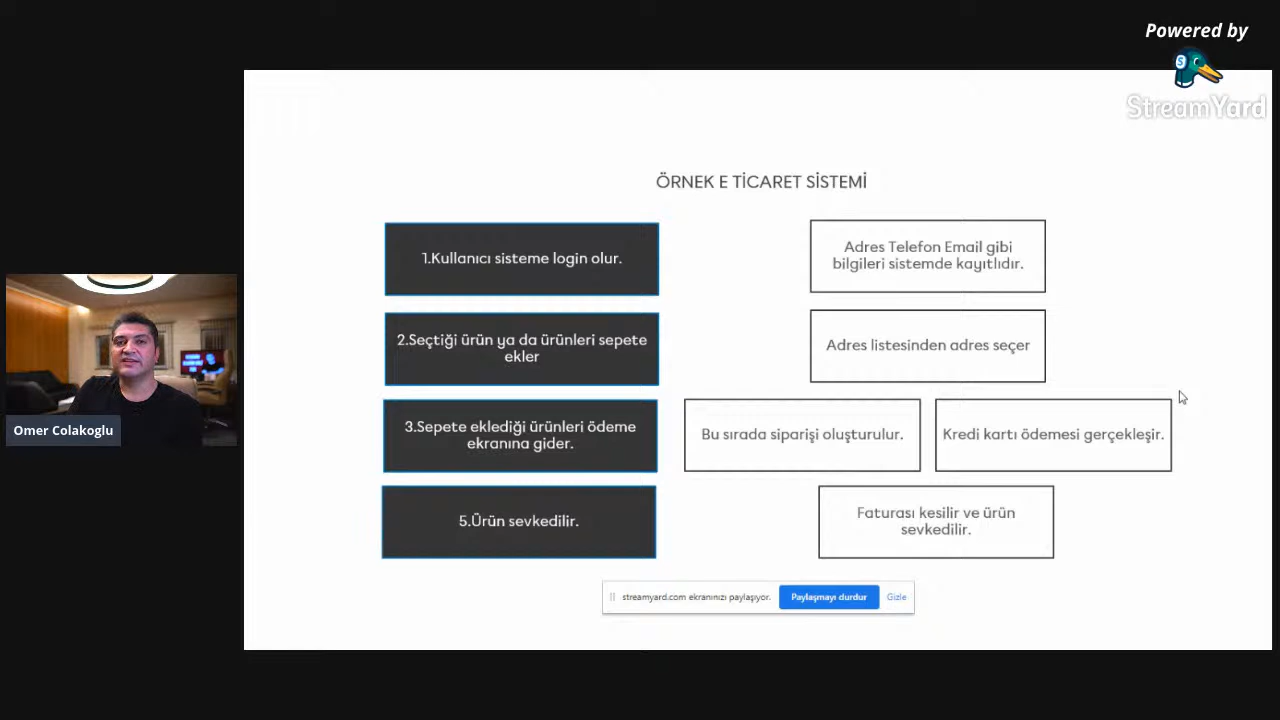 Powered by
StreamYard
ÖRNEK E TİCARET SİSTEMİ
1.Kullanıcı sisteme login olur.
Adres Telefon Email gibi
bilgileri sistemde kayıtlıdır.
2.Seçtiği ürün ya da ürünleri sepete
ekler
Adres listesinden adres seçer
3.Sepete eklediği ürünleri ödeme
ekranına gider.
Bu sırada siparişi oluşturulur.
Kredi kartı ödemesi gerçekleşir.
5.Ürün sevkedilir.
Faturası kesilir ve ürün
sevkedilir.
Omer Colakoglu
streamyard.com ekranınızı paylaşıyor.
Paylaşmayı durdur
Gizle